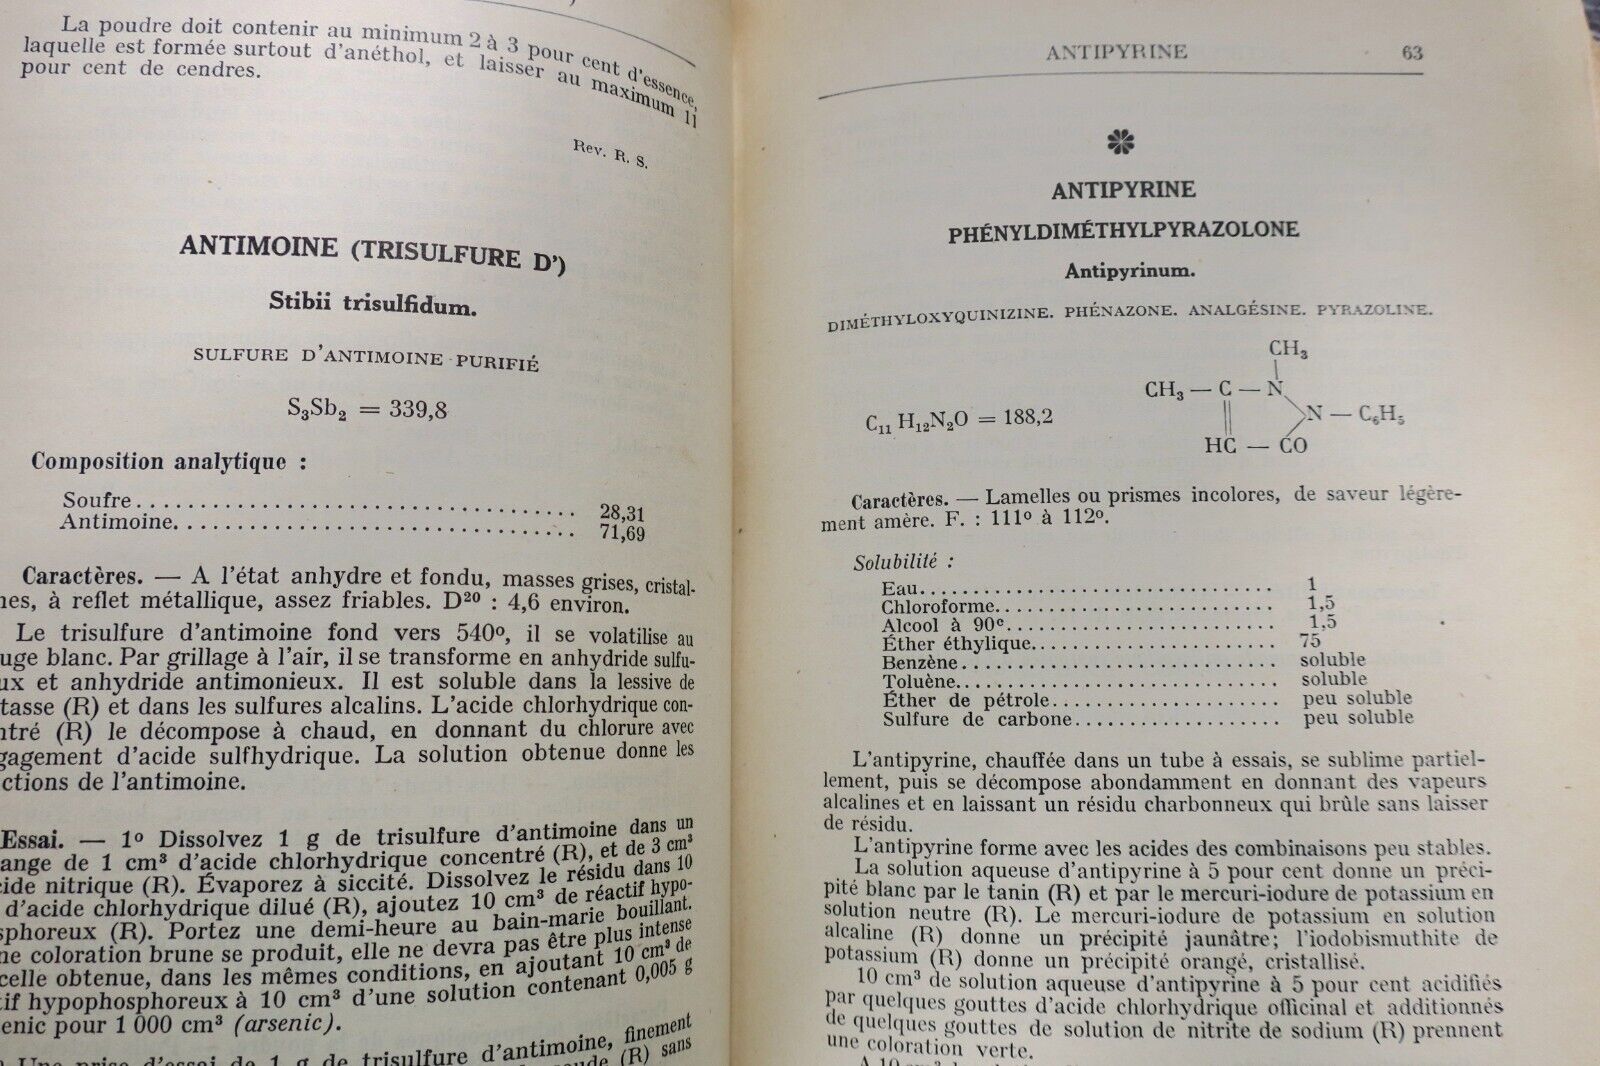 La poudre doit contenir au minimum 2 à 3 pour cent d'essence,
laquelle est formée surtout d'anéthol, et laisser au maximum 11
pour cent de cendres.
Rev. R. S.
ANTIMOINE (TRISULFURE D')
Stibii trisulfidum.
SULFURE D'ANTIMOINE PURIFIÉ
S₃Sb₂ = 339,8
Composition analytique :
Soufre.................................... 28,31
Antimoine................................. 71,69
Caractères. — A l'état anhydre et fondu, masses grises, cristal-
nes, à reflet métallique, assez friables. D²⁰ : 4,6 environ.
Le trisulfure d'antimoine fond vers 540º, il se volatilise au
uge blanc. Par grillage à l'air, il se transforme en anhydride sulfu-
ux et anhydride antimonieux. Il est soluble dans la lessive de
tasse (R) et dans les sulfures alcalins. L'acide chlorhydrique con-
ntré (R) le décompose à chaud, en donnant du chlorure avec
gagement d'acide sulfhydrique. La solution obtenue donne les
ctions de l'antimoine.
Essai. — 1º Dissolvez 1 g de trisulfure d'antimoine dans un
ange de 1 cm³ d'acide chlorhydrique concentré (R), et de 3 cm³
cide nitrique (R). Évaporez à siccité. Dissolvez le résidu dans 10
d'acide chlorhydrique dilué (R), ajoutez 10 cm³ de réactif hypo-
sphoreux (R). Portez une demi-heure au bain-marie bouillant.
ne coloration brune se produit, elle ne devra pas être plus intense
celle obtenue, dans les mêmes conditions, en ajoutant 10 cm³ de
tif hypophosphoreux à 10 cm³ d'une solution contenant 0,005 g
enic pour 1 000 cm³ (arsenic).
Une prise d'essai de 1 g de trisulfure d'antimoine, finement
(R) sans
ANTIPYRINE 63
ANTIPYRINE
PHÉNYLDIMÉTHYLPYRAZOLONE
Antipyrinum.
DIMÉTHYLOXYQUINIZINE. PHÉNAZONE. ANALGÉSINE. PYRAZOLINE.
CH₃
CH₃ — C — N
C₁₁ H₁₂N₂O = 188,2
N — C₆H₅
HC — CO
Caractères. — Lamelles ou prismes incolores, de saveur légère-
ment amère. F. : 111º à 112º.
Solubilité :
Eau.................................. 1
Chloroforme.......................... 1,5
Alcool à 90ᵉ......................... 1,5
Éther éthylique...................... 75
Benzène.............................. soluble
Toluène.............................. soluble
Éther de pétrole..................... peu soluble
Sulfure de carbone................... peu soluble
L'antipyrine, chauffée dans un tube à essais, se sublime partiel-
lement, puis se décompose abondamment en donnant des vapeurs
alcalines et en laissant un résidu charbonneux qui brûle sans laisser
de résidu.
L'antipyrine forme avec les acides des combinaisons peu stables.
La solution aqueuse d'antipyrine à 5 pour cent donne un préci-
pité blanc par le tanin (R) et par le mercuri-iodure de potassium en
solution neutre (R). Le mercuri-iodure de potassium en solution
alcaline (R) donne un précipité jaunâtre; l'iodobismuthite de
potassium (R) donne un précipité orangé, cristallisé.
10 cm³ de solution aqueuse d'antipyrine à 5 pour cent acidifiés
par quelques gouttes d'acide chlorhydrique officinal et additionnés
de quelques gouttes de solution de nitrite de sodium (R) prennent
une coloration verte.